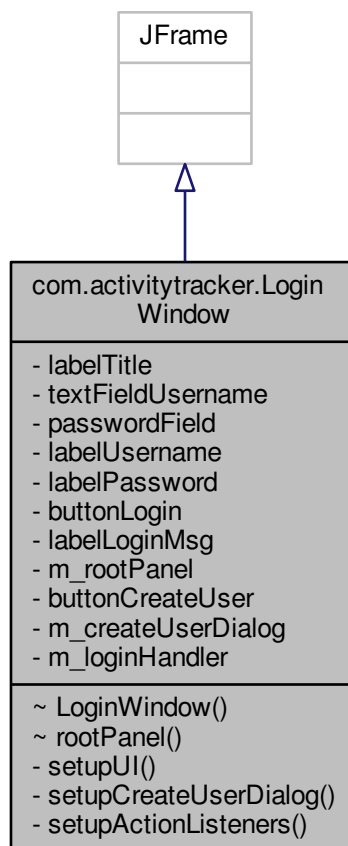 JFrame
com.activitytracker.Login
Window
- labelTitle
- textFieldUsername
- passwordField
- labelUsername
- labelPassword
- buttonLogin
- labelLoginMsg
- m_rootPanel
- buttonCreateUser
- m_createUserDialog
- m_loginHandler
~ LoginWindow()
~ rootPanel()
- setupUI()
- setupCreateUserDialog()
- setupActionListeners()